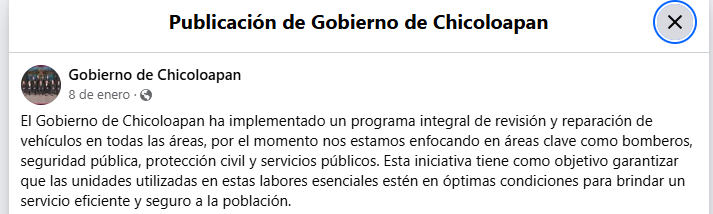 Publicación de Gobierno de Chicoloapan
Gobierno de Chicoloapan
8 de enero ·
El Gobierno de Chicoloapan ha implementado un programa integral de revisión y reparación de
vehículos en todas las áreas, por el momento nos estamos enfocando en áreas clave como bomberos,
seguridad pública, protección civil y servicios públicos. Esta iniciativa tiene como objetivo garantizar
que las unidades utilizadas en estas labores esenciales estén en óptimas condiciones para brindar un
servicio eficiente y seguro a la población.